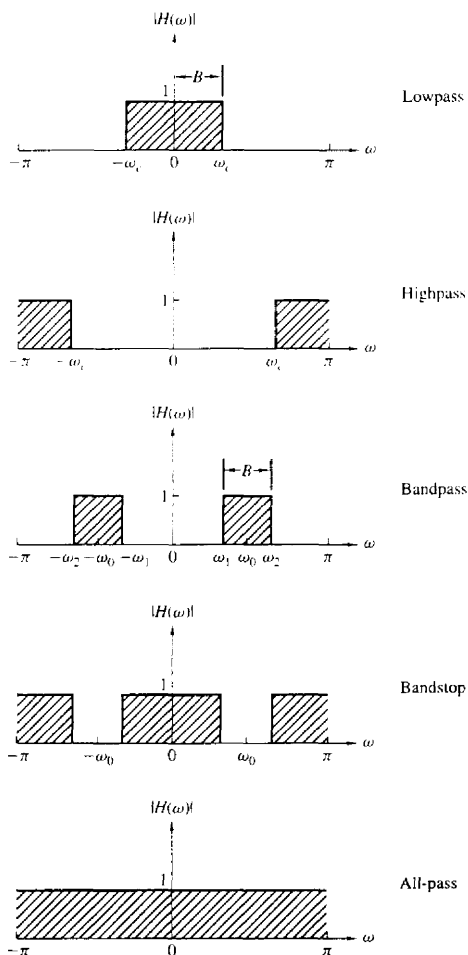 |H(ω)|
B
1
Lowpass
−π −ωc 0 ωc π ω
|H(ω)|
1
Highpass
−π −ωc 0 ωc π ω
|H(ω)|
B
1
Bandpass
−π −ω2 −ω0 −ω1 0 ω1 ω0 ω2 π ω
|H(ω)|
1
Bandstop
−π −ω0 0 ω0 π ω
|H(ω)|
1
All-pass
−π 0 π ω